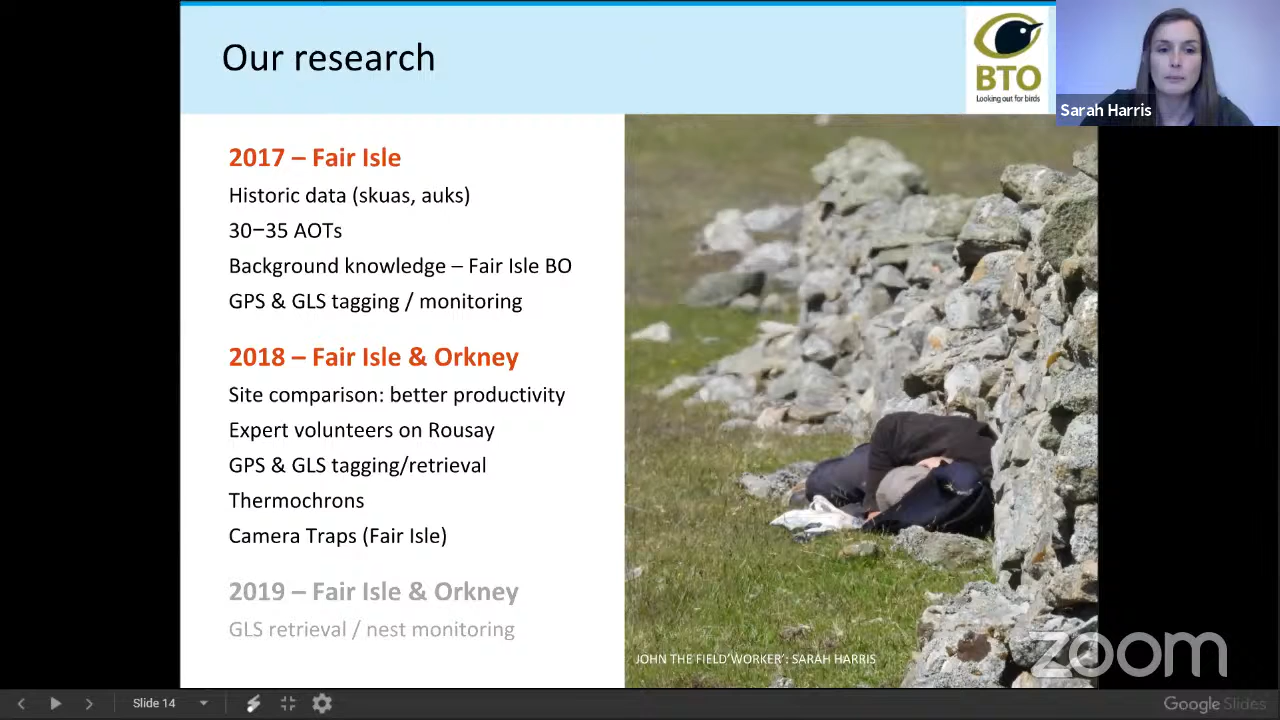 Our research
BTO
Looking out for birds
Sarah Harris
2017 – Fair Isle
Historic data (skuas, auks)
30–35 AOTs
Background knowledge – Fair Isle BO
GPS & GLS tagging / monitoring
2018 – Fair Isle & Orkney
Site comparison: better productivity
Expert volunteers on Rousay
GPS & GLS tagging/retrieval
Thermochrons
Camera Traps (Fair Isle)
2019 – Fair Isle & Orkney
GLS retrieval / nest monitoring
JOHN THE FIELD'WORKER': SARAH HARRIS
zoom
Slide 14
Google Slides